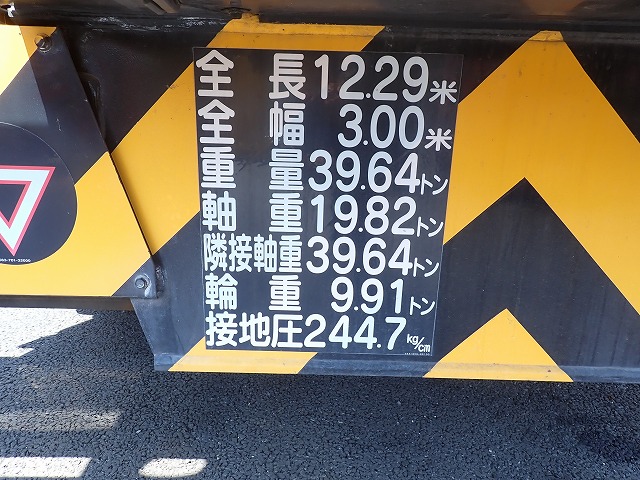 全長12.29米
全幅3.00米
重量39.64トン
軸重19.82トン
隣接軸重39.64トン
輪重9.91トン
接地圧244.7kg/cm